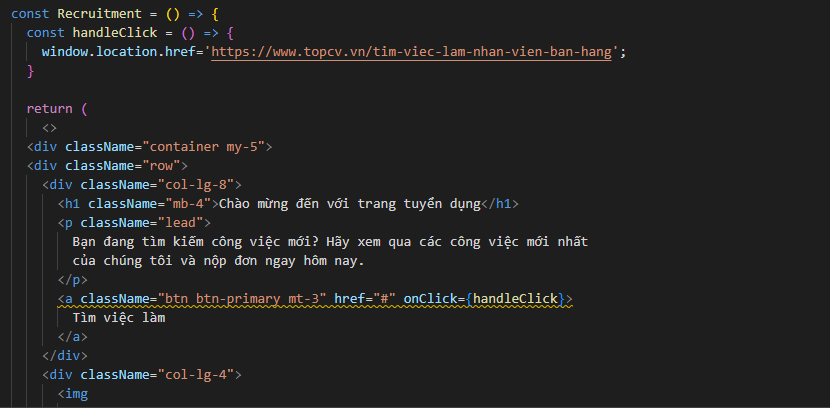 const Recruitment = () => {
const handleClick = () => {
window.location.href='https://www.topcv.vn/tim-viec-lam-nhan-vien-ban-hang';
}
return (
<>
<div className="container my-5">
<div className="row">
<div className="col-lg-8">
<h1 className="mb-4">Chào mừng đến với trang tuyển dụng</h1>
<p className="lead">
Bạn đang tìm kiếm công việc mới? Hãy xem qua các công việc mới nhất
của chúng tôi và nộp đơn ngay hôm nay.
</p>
<a className="btn btn-primary mt-3" href="#" onClick={handleClick}>
Tìm việc làm
</a>
</div>
<div className="col-lg-4">
<img